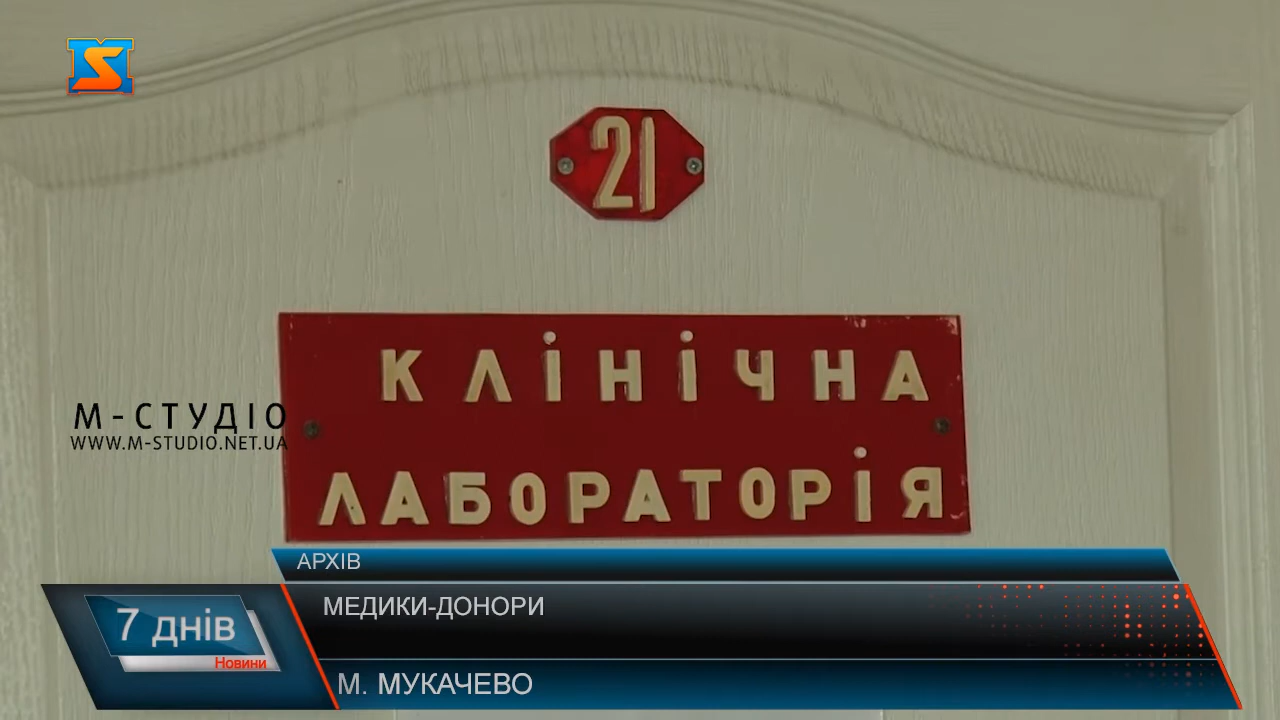 21
КЛІНІЧНА
ЛАБОРАТОРІЯ
М-СТУДІО
WWW.M-STUDIO.NET.UA
АРХІВ
МЕДИКИ-ДОНОРИ
7 днів
Новини
М. МУКАЧЕВО